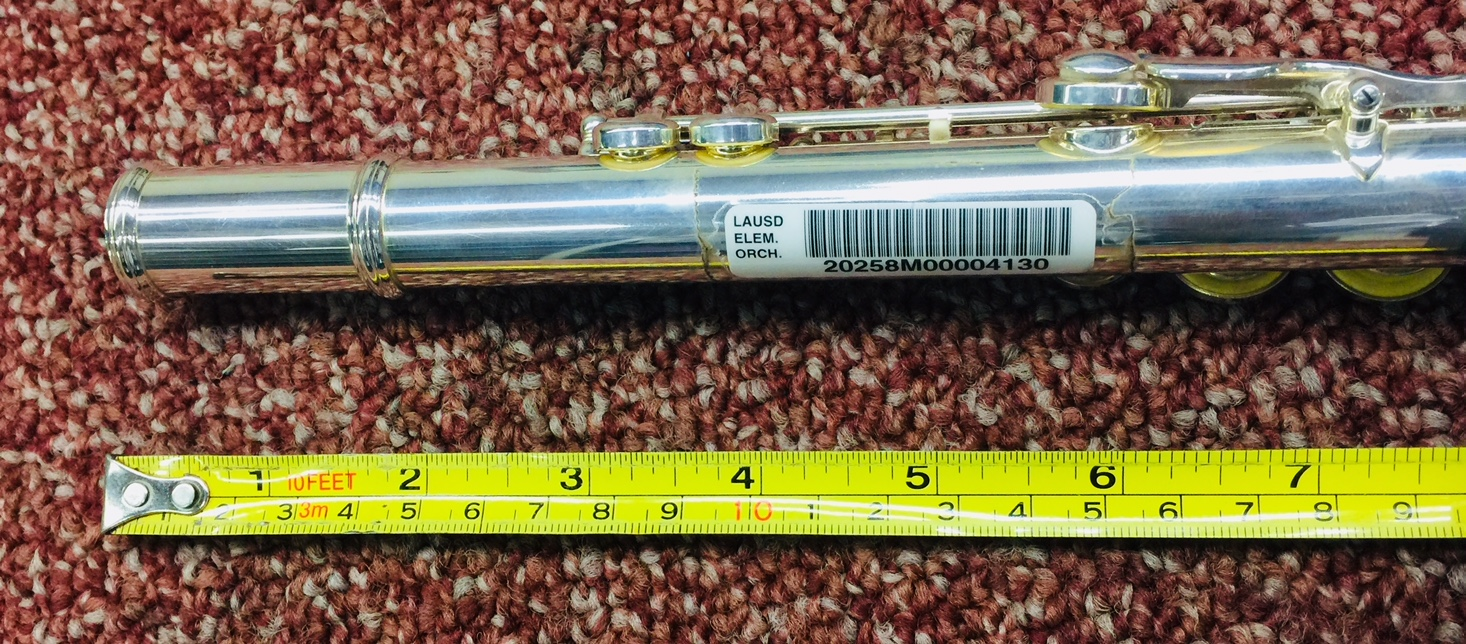 LAUSD
ELEM.
ORCH.
20258M00004130
1 10FEET 2 3 4 5 6 7
1 2 3 3m 4 5 6 7 8 9 10 1 2 3 4 5 6 7 8 9